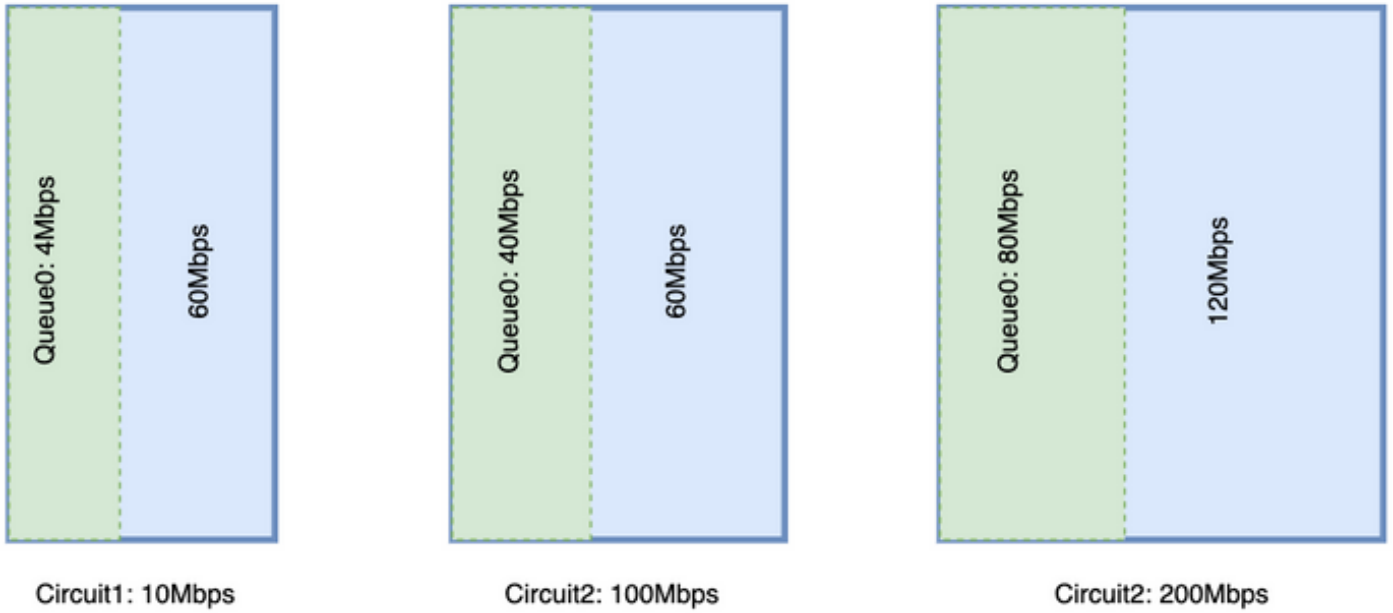 Queue0: 4Mbps
60Mbps
Circuit1: 10Mbps
Queue0: 40Mbps
60Mbps
Circuit2: 100Mbps
Queue0: 80Mbps
120Mbps
Circuit2: 200Mbps